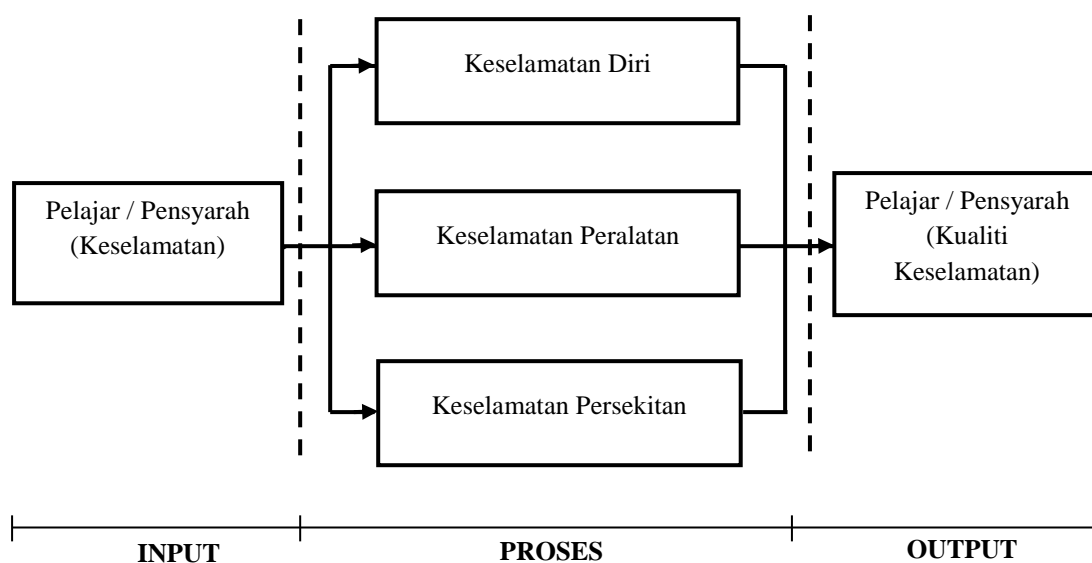 Keselamatan Diri
Pelajar / Pensyarah
(Keselamatan)
Keselamatan Peralatan
Pelajar / Pensyarah
(Kualiti
Keselamatan)
Keselamatan Persekitan
INPUT
PROSES
OUTPUT